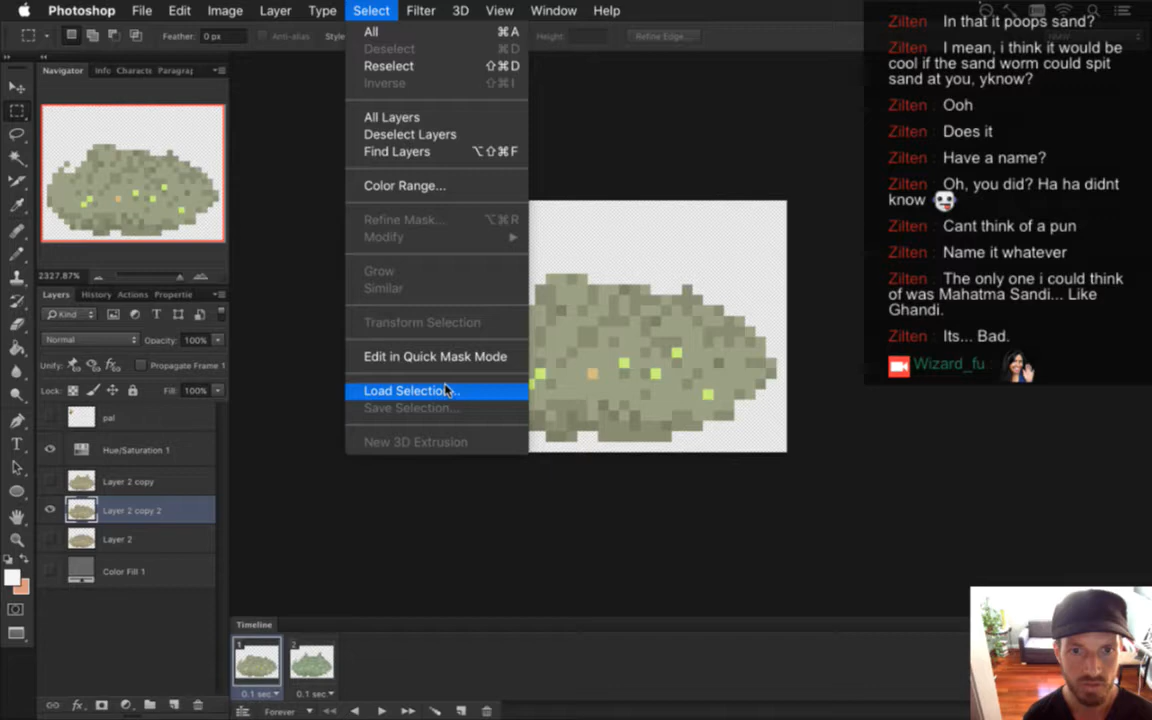 Photoshop File Edit Image Layer Type Select Filter 3D View Window Help
Feather: 0 px Anti-alias Style Height: Refine Edge...
Navigator Info Characte Paragraj
2327.87%
Layers History Actions Propertie
Kind
Normal Opacity: 100%
Unify: Propagate Frame 1
Lock: Fill: 100%
pal
Hue/Saturation 1
Layer 2 copy
Layer 2 copy 2
Layer 2
Color Fill 1
All ⌘A
Deselect ⌘D
Reselect ⇧⌘D
Inverse ⇧⌘I
All Layers
Deselect Layers
Find Layers ⌥⇧⌘F
Color Range...
Refine Mask... ⌥⌘R
Modify
Grow
Similar
Transform Selection
Edit in Quick Mask Mode
Load Selection...
Save Selection...
New 3D Extrusion
Zilten : In that it poops sand?
Zilten : I mean, i think it would be
cool if the sand worm could spit
sand at you, yknow?
Zilten : Ooh
Zilten : Does it
Zilten : Have a name?
Zilten : Oh, you did? Ha ha didnt
know
Zilten : Cant think of a pun
Zilten : Name it whatever
Zilten : The only one i could think
of was Mahatma Sandi... Like
Ghandi.
Zilten : Its... Bad.
Wizard_fu :
Timeline
1 2
0.1 sec 0.1 sec
Forever